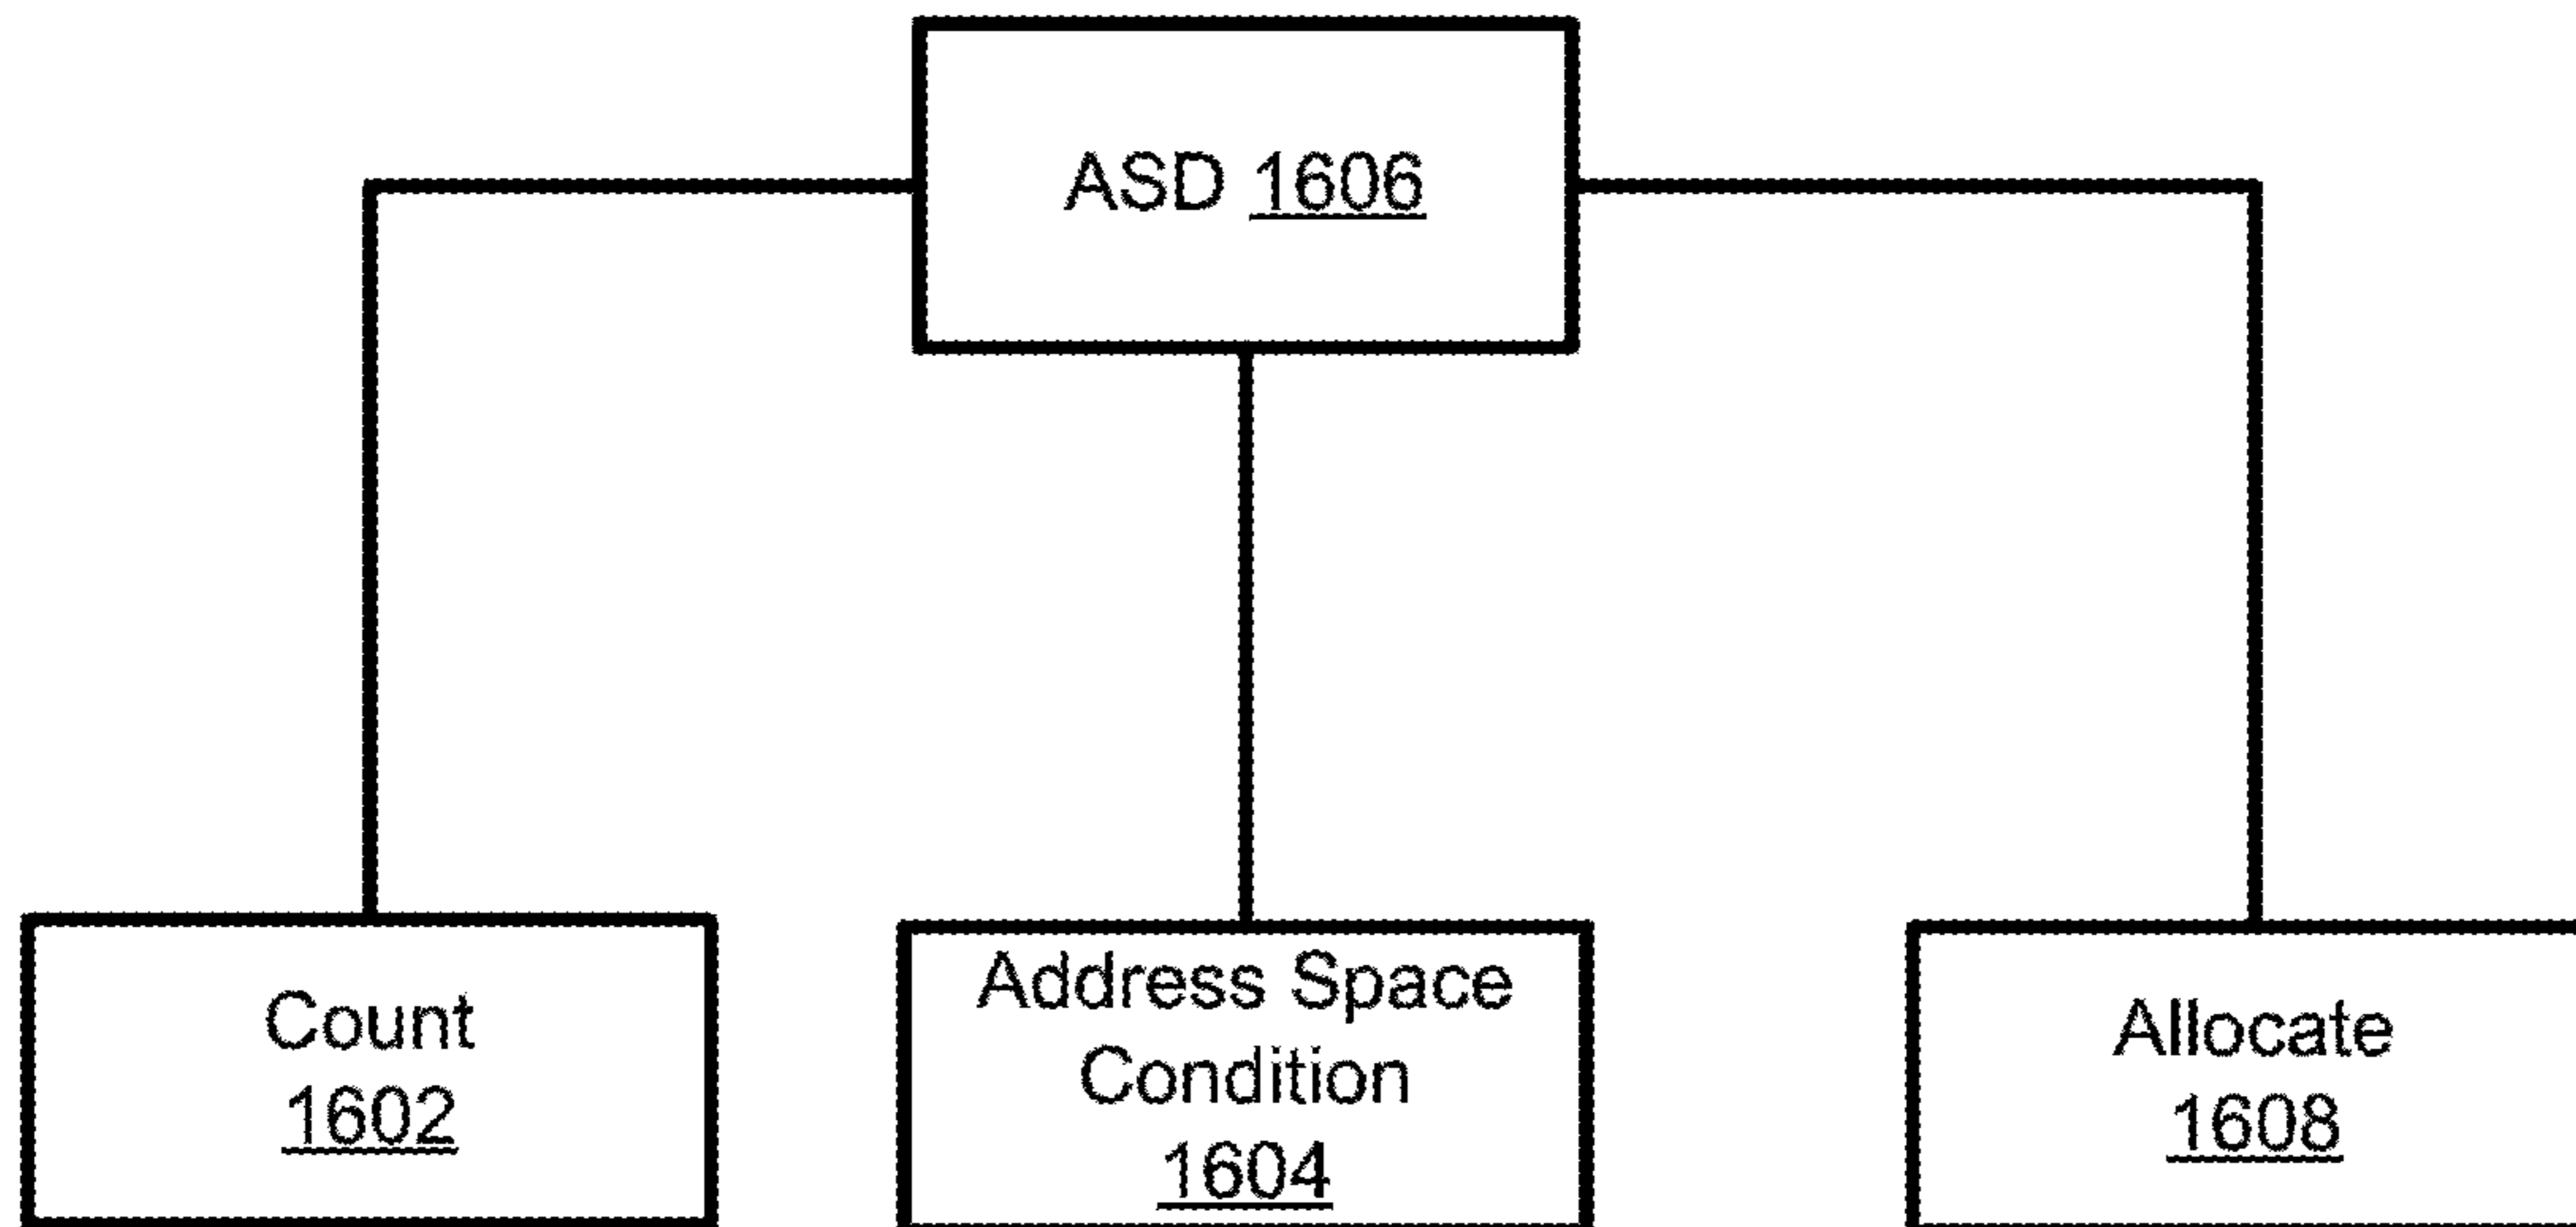 ASD 1606
Count
1602
Address Space
Condition
1604
Allocate
1608